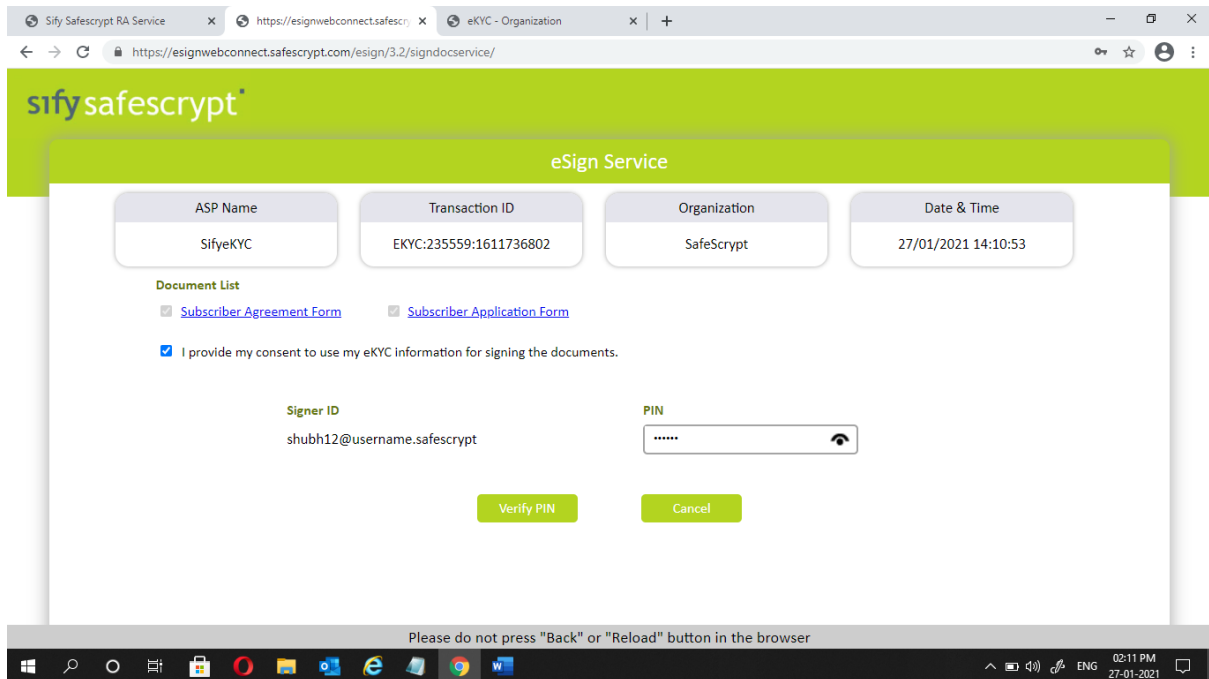 Sify Safescrypt RA Service
https://esignwebconnect.safescry
eKYC - Organization
https://esignwebconnect.safescrypt.com/esign/3.2/signdocservice/
sify safescrypt
eSign Service
ASP Name Transaction ID Organization Date & Time
SifyeKYC EKYC:235559:1611736802 SafeScrypt 27/01/2021 14:10:53
Document List
Subscriber Agreement Form Subscriber Application Form
I provide my consent to use my eKYC information for signing the documents.
Signer ID PIN
shubh12@username.safescrypt ······
Verify PIN Cancel
Please do not press "Back" or "Reload" button in the browser
ENG 02:11 PM
27-01-2021